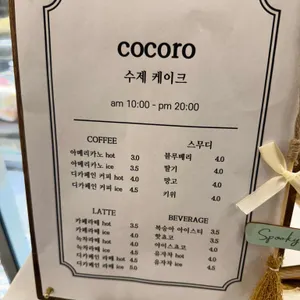 cocoro
수제 케이크
am 10:00 - pm 20:00
COFFEE
아메리카노 hot 3.0
아메리카노 ice 3.5
디카페인 커피 hot 4.0
디카페인 커피 ice 4.5
스무디
블루베리 4.0
딸기 4.0
망고 4.0
키위 4.0
LATTE
카페라떼 hot 3.5
카페라떼 ice 4.0
녹차라떼 hot
녹차라떼 ice
디카페인 라떼 hot 4.5
디카페인 라떼 ice 5.0
BEVERAGE
복숭아 아이스티 3.5
핫초코 3.5
아이스초코 4.0
유자차 hot 4.0
유자차 ice 4.5
Spooky